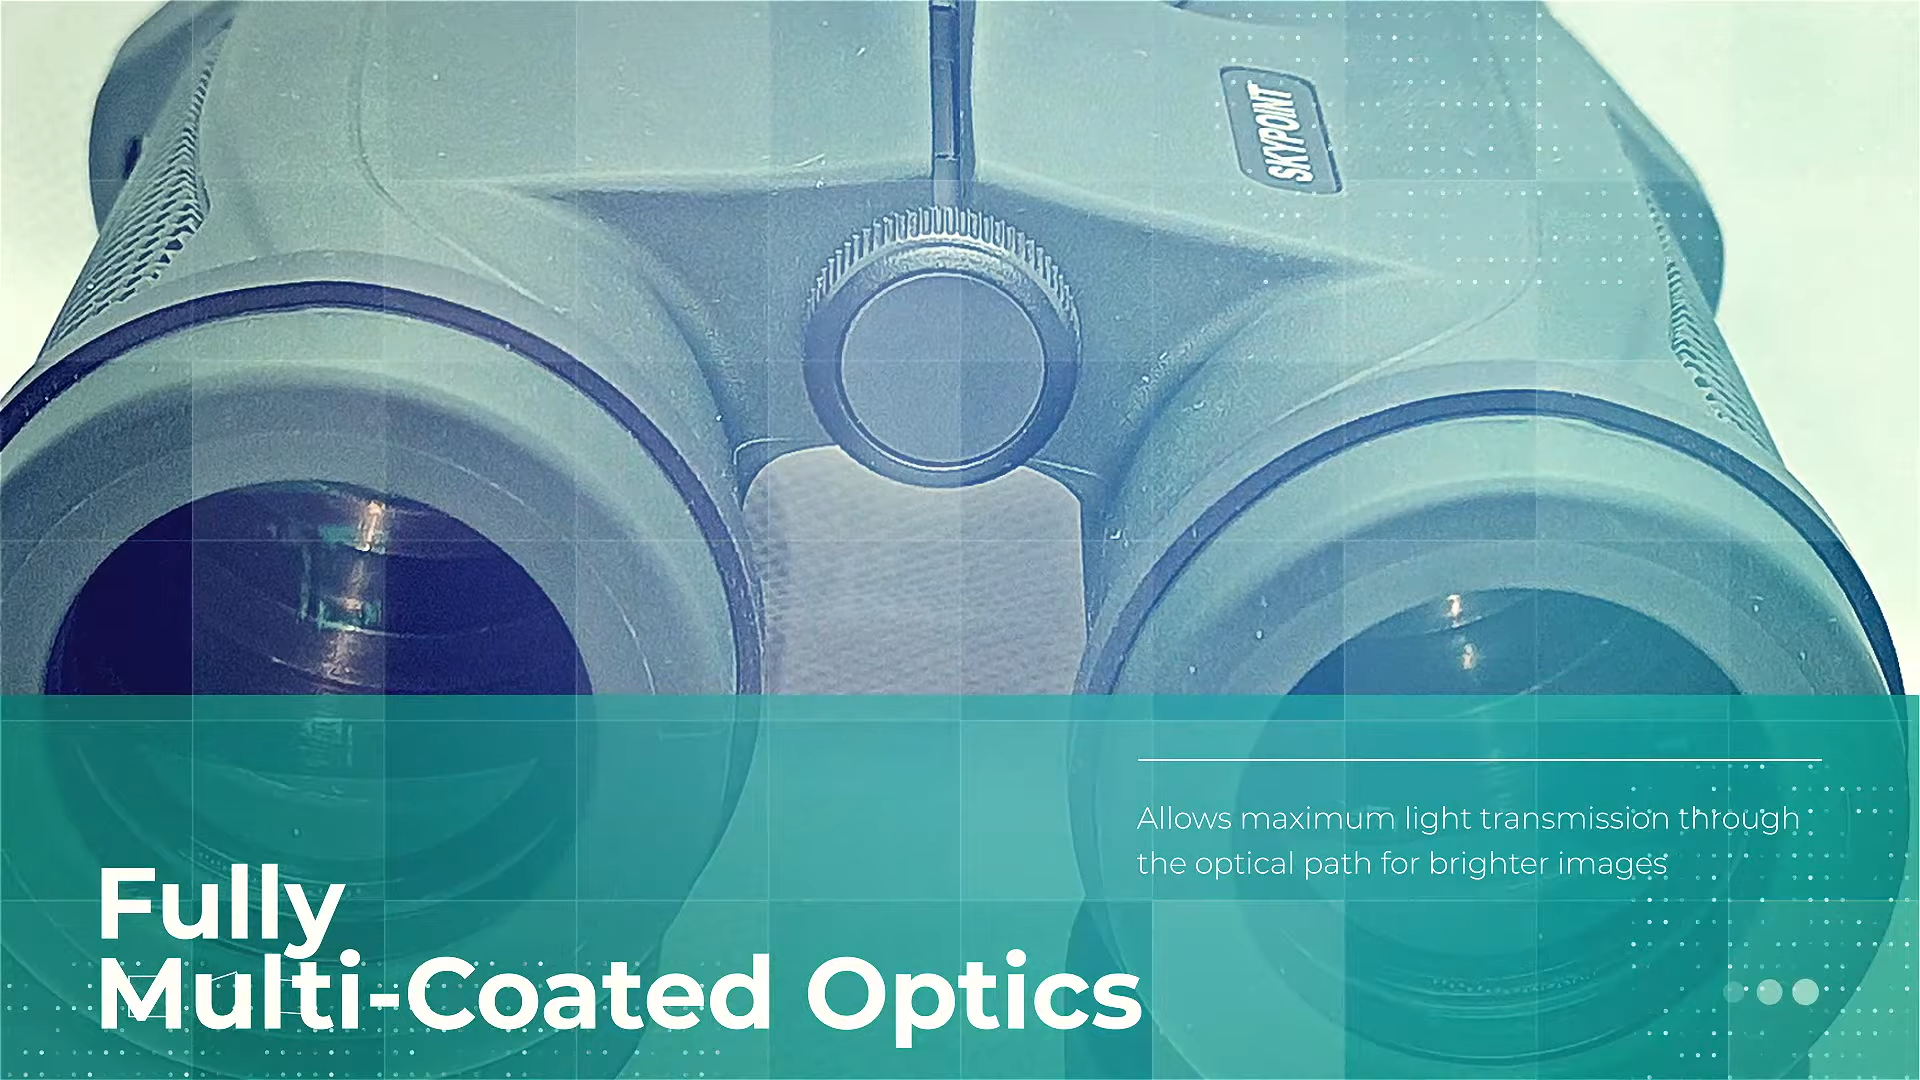 SKYPOINT
Allows maximum light transmission through
the optical path for brighter images
Fully
Multi-Coated Optics